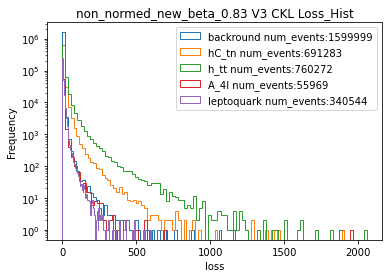 non_normed_new_beta_0.83 V3 CKL Loss_Hist
backround num_events:1599999
hC_tn num_events:691283
h_tt num_events:760272
A_4l num_events:55969
leptoquark num_events:340544
Frequency
10⁶
10⁵
10⁴
10³
10²
10¹
10⁰
0 500 1000 1500 2000
loss